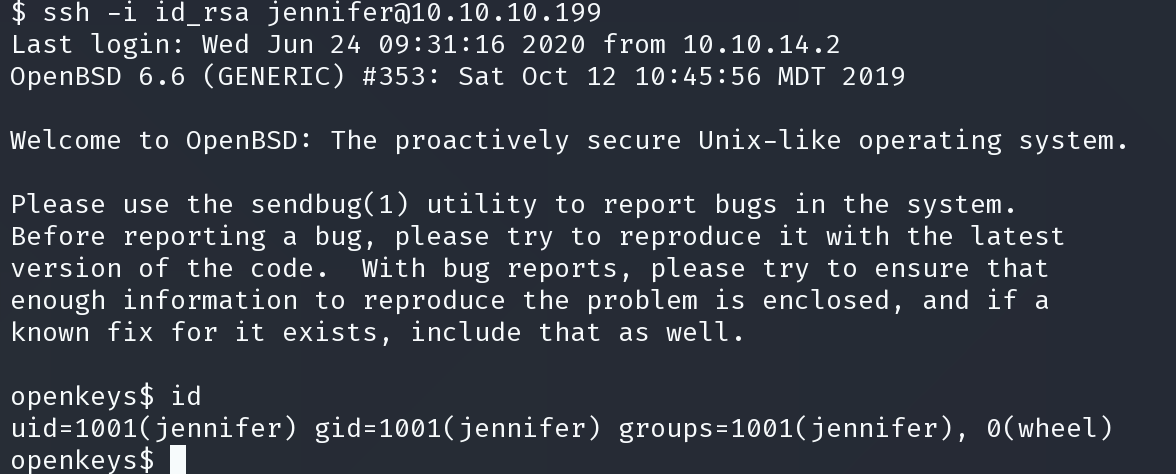 $ ssh -i id_rsa jennifer@10.10.10.199
Last login: Wed Jun 24 09:31:16 2020 from 10.10.14.2
OpenBSD 6.6 (GENERIC) #353: Sat Oct 12 10:45:56 MDT 2019
Welcome to OpenBSD: The proactively secure Unix-like operating system.
Please use the sendbug(1) utility to report bugs in the system.
Before reporting a bug, please try to reproduce it with the latest
version of the code.  With bug reports, please try to ensure that
enough information to reproduce the problem is enclosed, and if a
known fix for it exists, include that as well.
openkeys$ id
uid=1001(jennifer) gid=1001(jennifer) groups=1001(jennifer), 0(wheel)
openkeys$